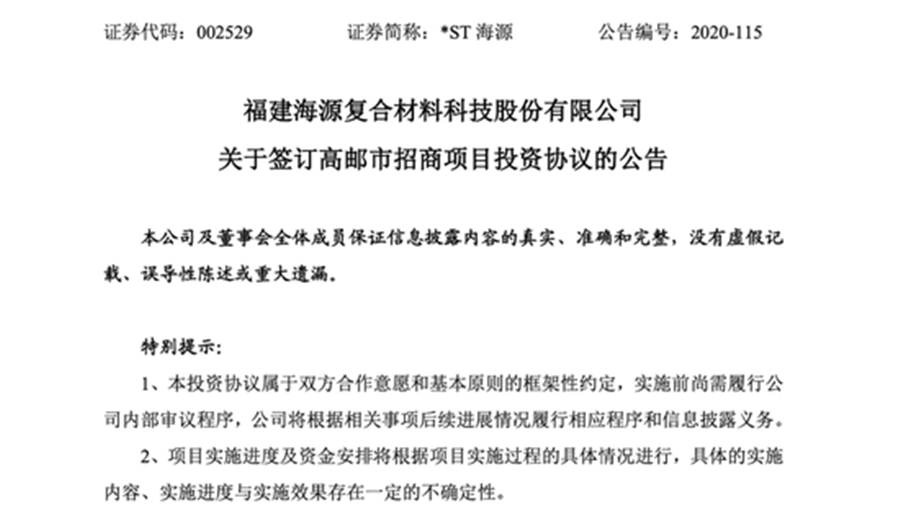 证券代码：002529 证券简称：*ST 海源 公告编号：2020-115
福建海源复合材料科技股份有限公司
关于签订高邮市招商项目投资协议的公告
本公司及董事会全体成员保证信息披露内容的真实、准确和完整，没有虚假记
载、误导性陈述或重大遗漏。
特别提示：
1、本投资协议属于双方合作意愿和基本原则的框架性约定，实施前尚需履行公
司内部审议程序，公司将根据相关事项后续进展情况履行相应程序和信息披露义务。
2、项目实施进度及资金安排将根据项目实施过程的具体情况进行，具体的实施
内容、实施进度与实施效果存在一定的不确定性。